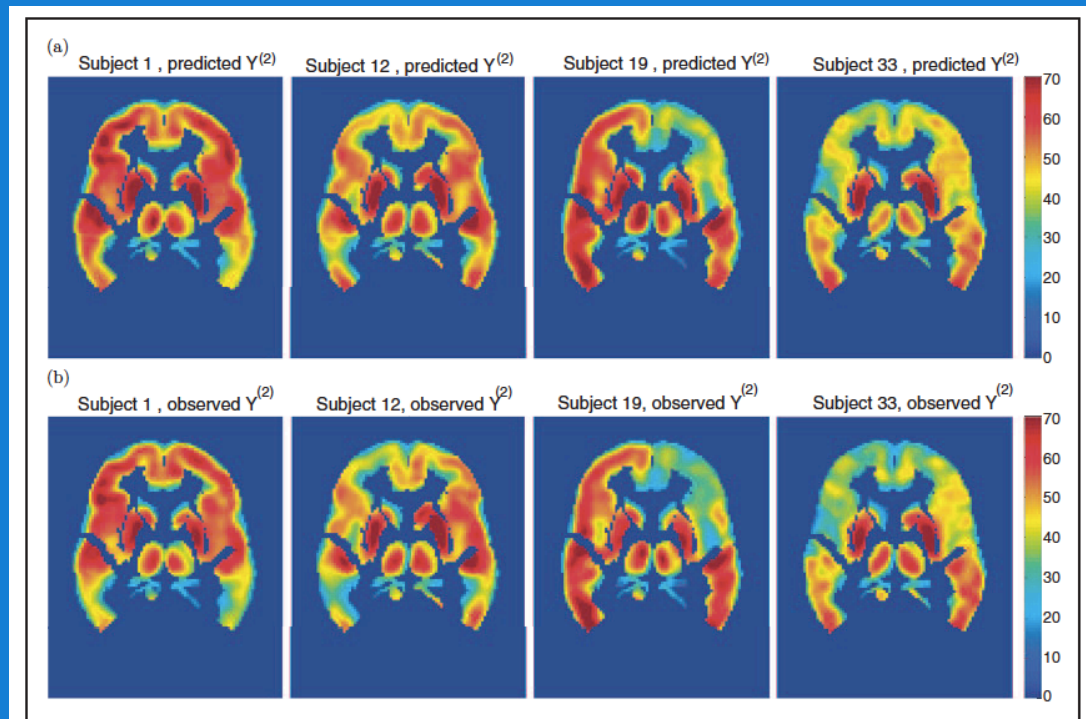 (a)
Subject 1 , predicted Y(2)
Subject 12 , predicted Y(2)
Subject 19 , predicted Y(2)
Subject 33 , predicted Y(2)
70
60
50
40
30
20
10
0
(b)
Subject 1 , observed Y(2)
Subject 12, observed Y(2)
Subject 19, observed Y(2)
Subject 33, observed Y(2)
70
60
50
40
30
20
10
0